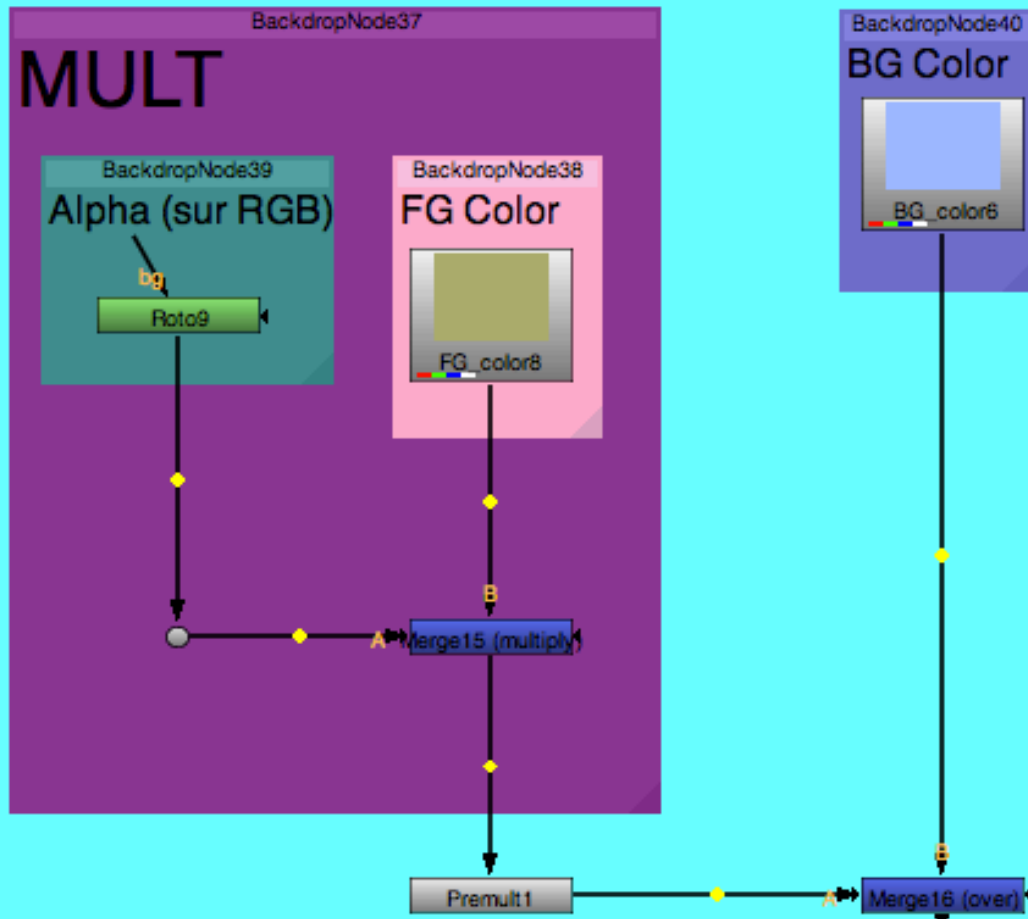 BackdropNode37
MULT
BackdropNode39
Alpha (sur RGB)
bg
Roto9
BackdropNode38
FG Color
FG_color8
B
A
Merge15 (multiply)
Premult1
BackdropNode40
BG Color
BG_color6
B
A
Merge16 (over)